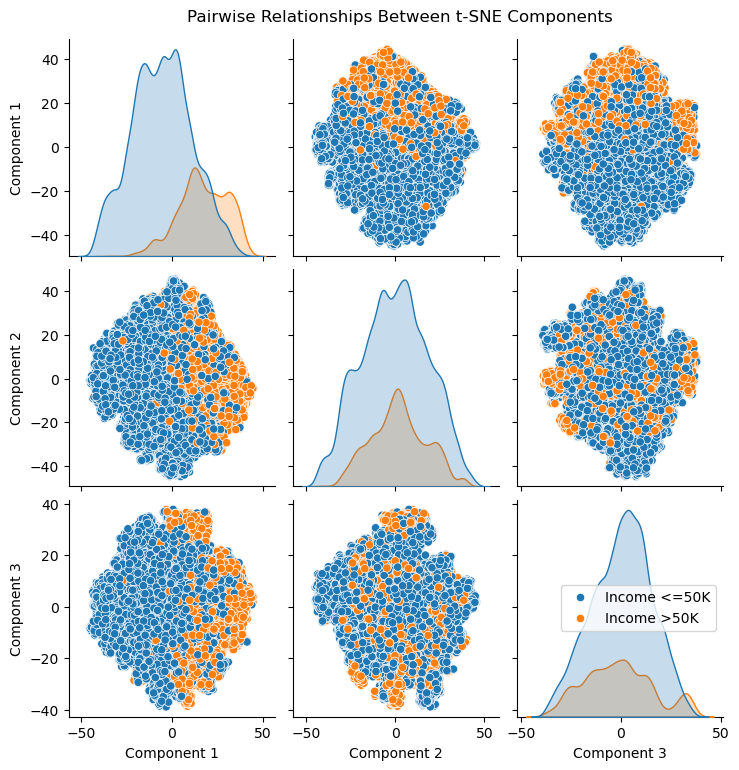 Pairwise Relationships Between t-SNE Components
Component 1
40
20
0
−20
−40
Component 2
40
20
0
−20
−40
Component 3
40
20
0
−20
−40
Income <=50K
Income >50K
−50 0 50
−50 0 50
−50 0 50
Component 1
Component 2
Component 3